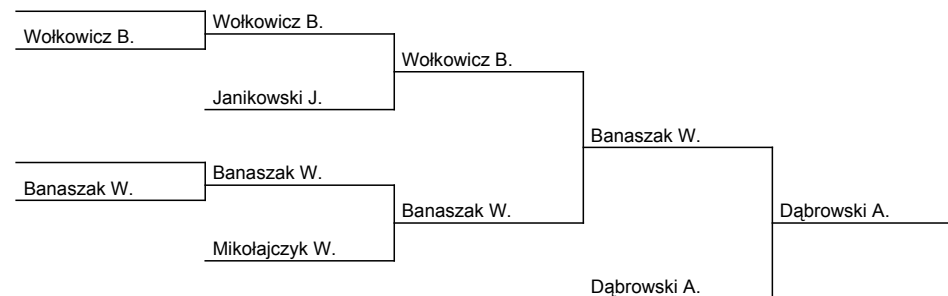 Wołkowicz B.
Wołkowicz B.
Wołkowicz B.
Janikowski J.
Banaszak W.
Banaszak W.
Banaszak W.
Banaszak W.
Dąbrowski A.
Mikołajczyk W.
Dąbrowski A.